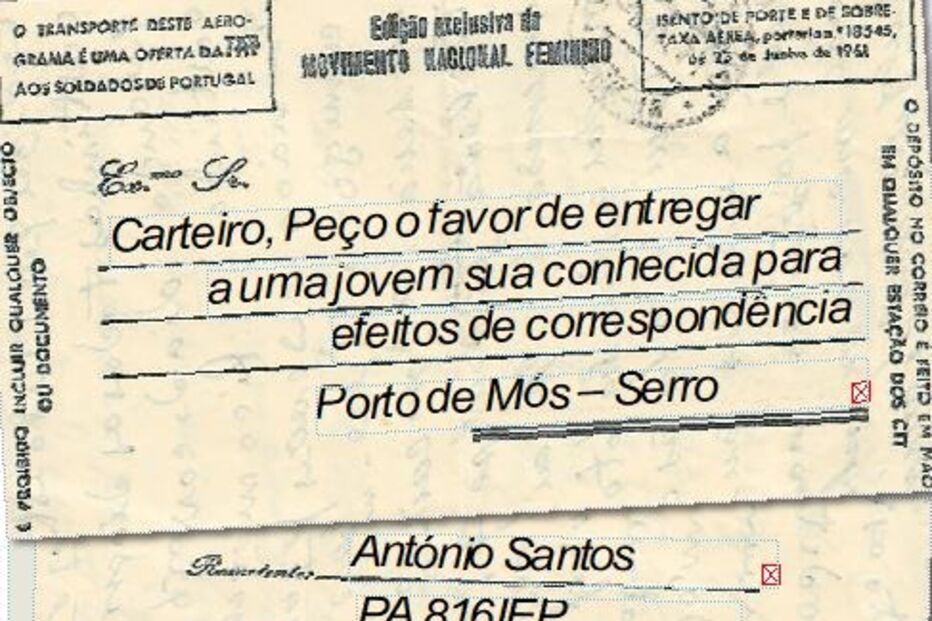 O TRANSPORTE DESTE AERO-
GRAMA É UMA OFERTA DA TAP
AOS SOLDADOS DE PORTUGAL
Edição exclusiva do
MOVIMENTO NACIONAL FEMININO
ISENTO DE PORTE E DE SOBRE-
TAXA AÉREA, portaria n.º 18545,
de 23 de Junho de 1961
É PROIBIDO INCLUIR QUALQUER OBJECTO
OU DOCUMENTO
Ex.mo Sr.
Carteiro, Peço o favor de entregar
a uma jovem sua conhecida para
efeitos de correspondência
Porto de Mós – Serro
O DEPÓSITO NO CORREIO É FEITO EM MÃO
EM QUALQUER ESTAÇÃO DOS CTT
Remetente:
António Santos
PA 816IEP